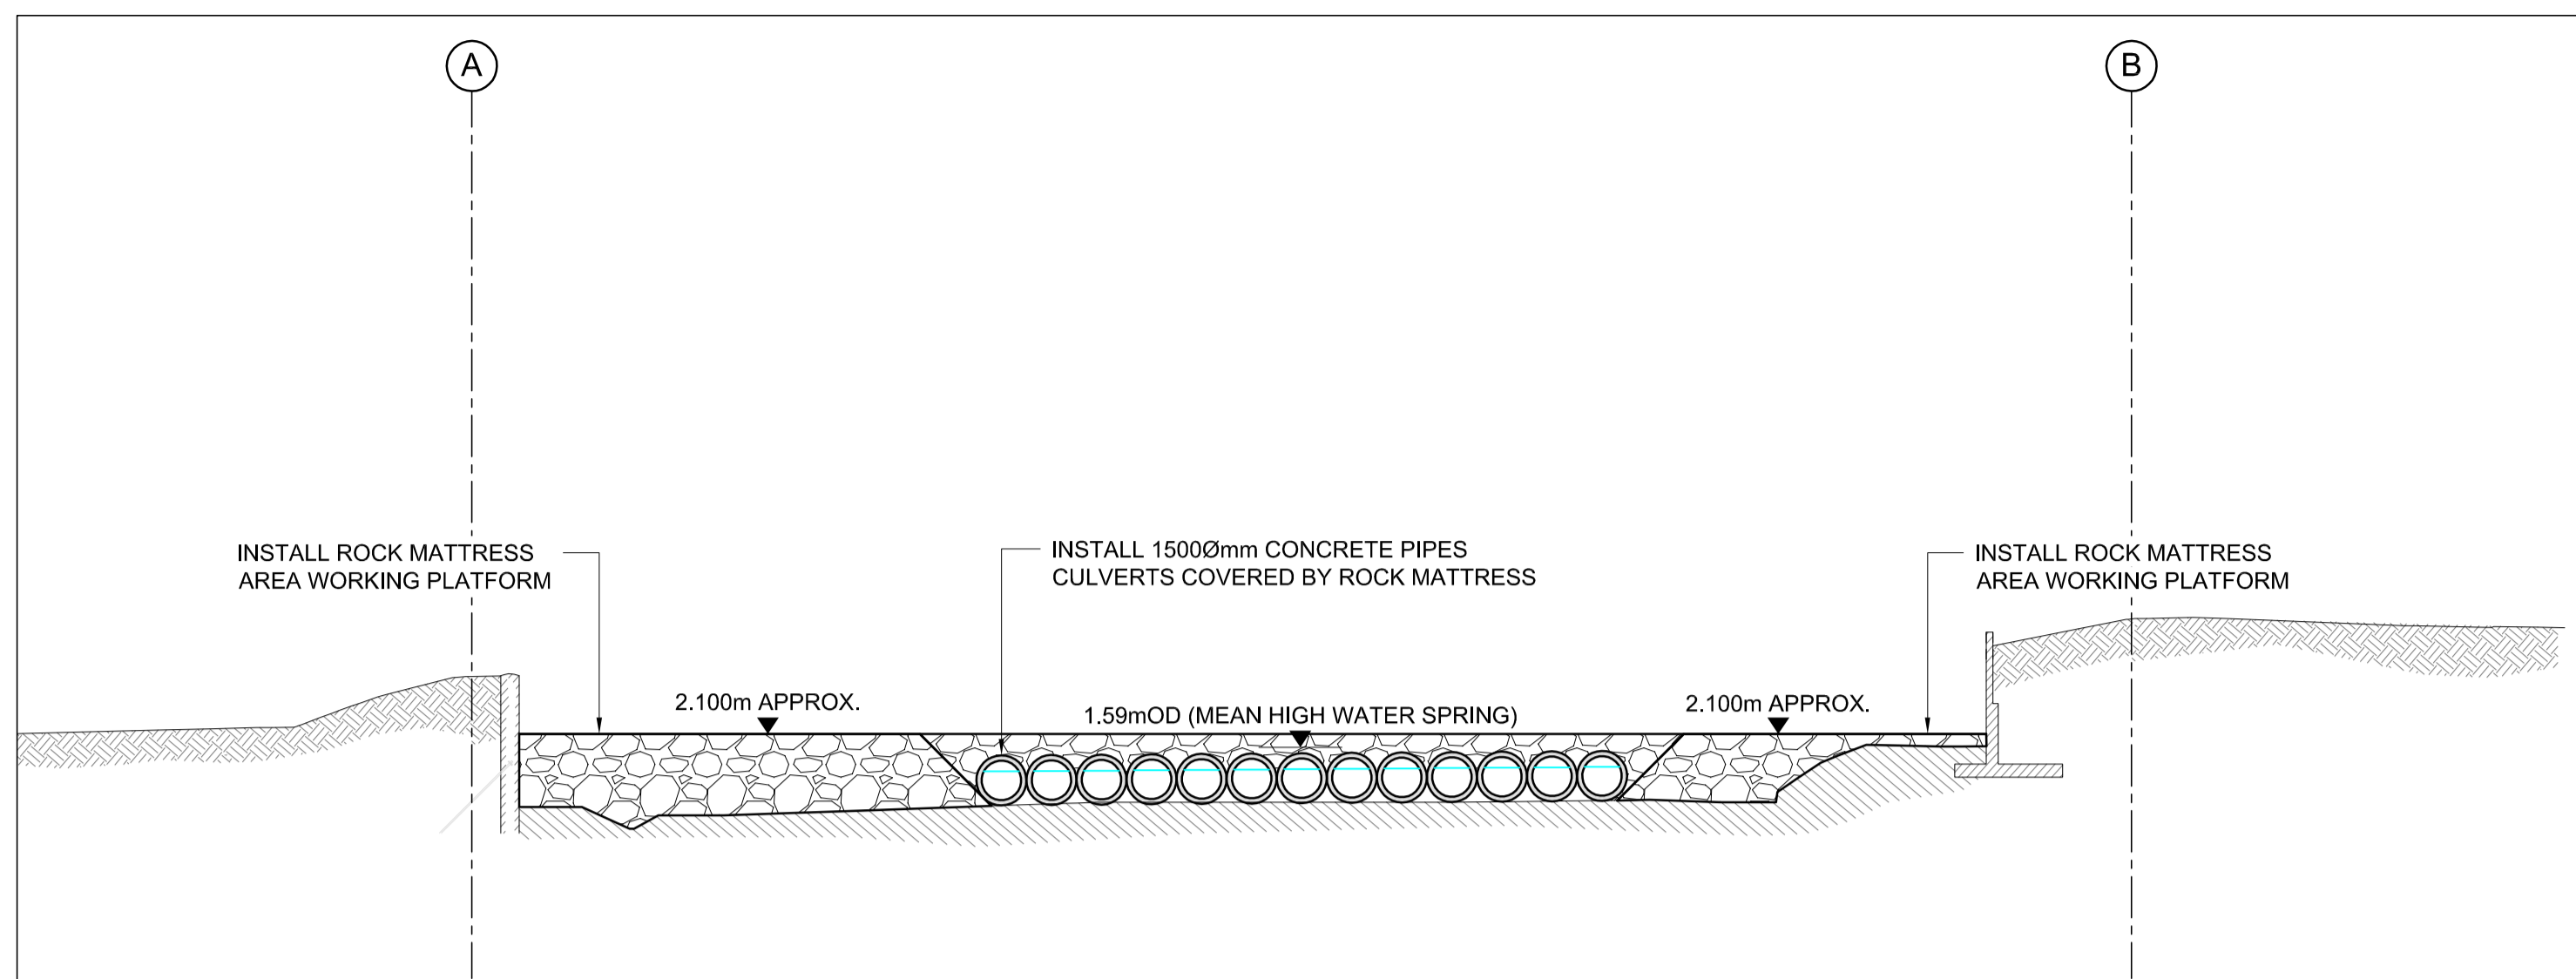 A
B
INSTALL ROCK MATTRESS
AREA WORKING PLATFORM
INSTALL 1500Ømm CONCRETE PIPES
CULVERTS COVERED BY ROCK MATTRESS
INSTALL ROCK MATTRESS
AREA WORKING PLATFORM
2.100m APPROX.
1.59mOD (MEAN HIGH WATER SPRING)
2.100m APPROX.